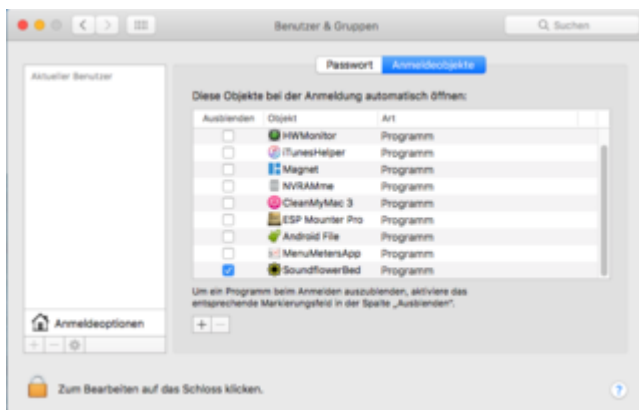 Benutzer & Gruppen
Suchen
Passwort Anmeldeobjekte
Aktueller Benutzer
Diese Objekte bei der Anmeldung automatisch öffnen:
Ausblenden Objekt Art
HWMonitor Programm
iTunesHelper Programm
Magnet Programm
NVRAMme Programm
CleanMyMac 3 Programm
ESP Mounter Pro Programm
Android File Programm
MenuMetersApp Programm
SoundflowerBed Programm
Um ein Programm beim Anmelden auszublenden, aktiviere das
entsprechende Markierungsfeld in der Spalte „Ausblenden“.
Anmeldeoptionen
Zum Bearbeiten auf das Schloss klicken.